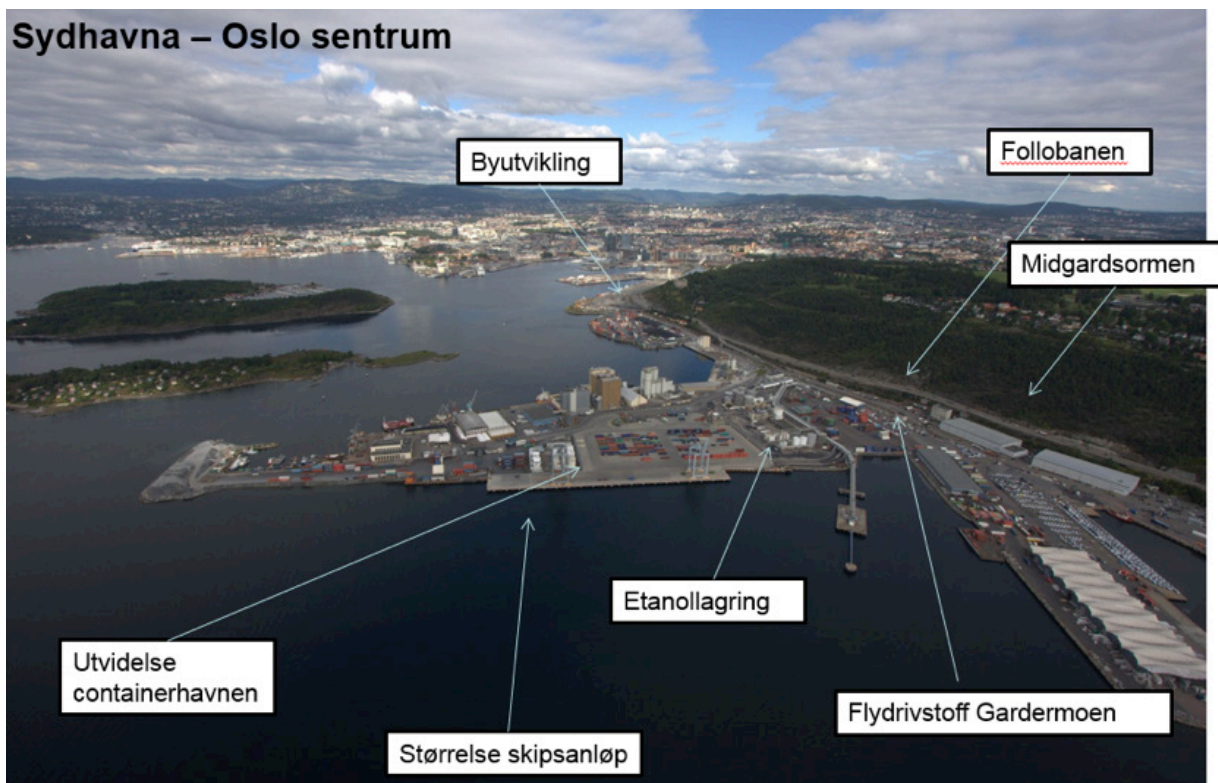 Sydhavna – Oslo sentrum
Byutvikling
Follobanen
Midgardsormen
Etanollagring
Utvidelse
containerhavnen
Flydrivstoff Gardermoen
Størrelse skipsanløp